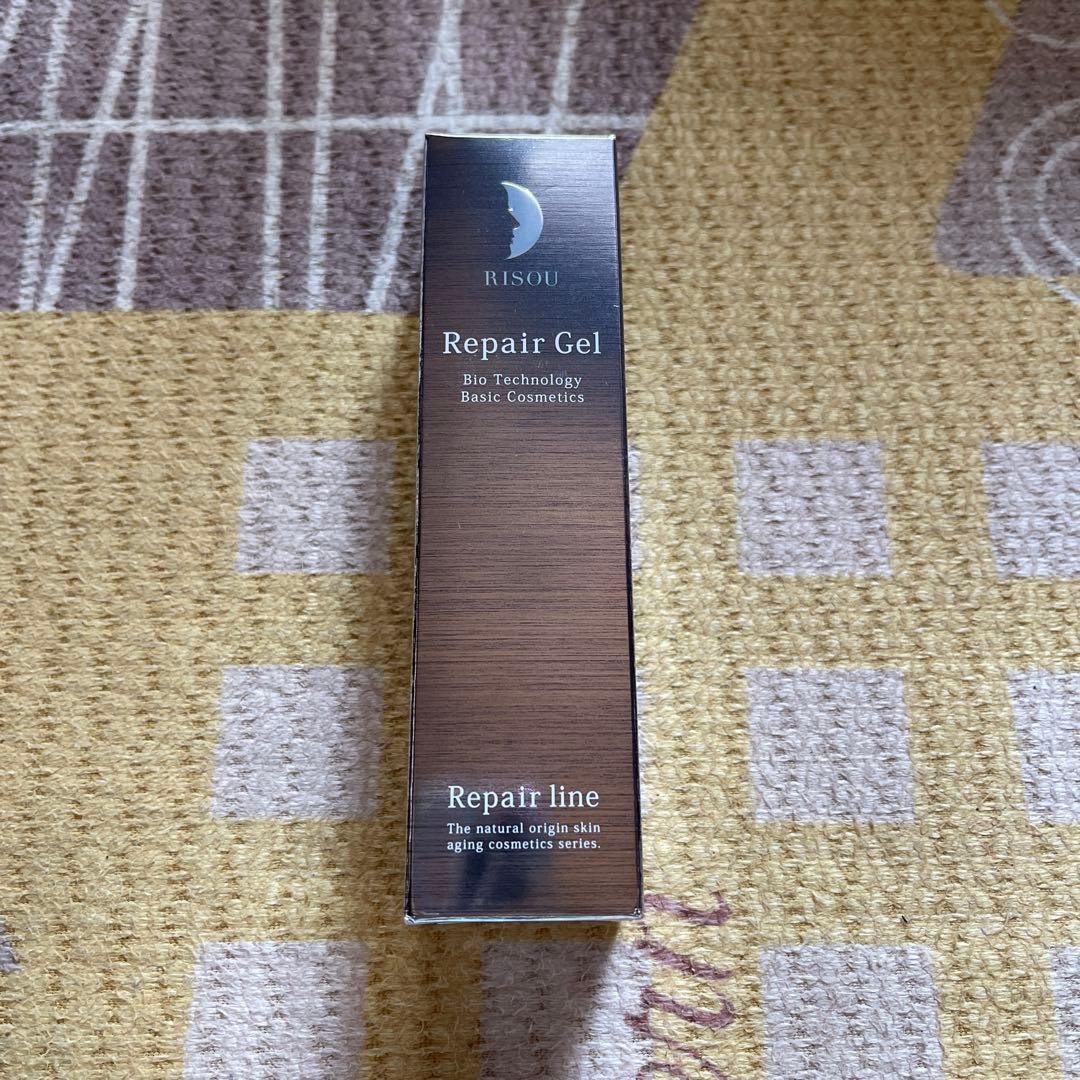 RISOU
Repair Gel
Bio Technology
Basic Cosmetics
Repair line
The natural origin skin
aging cosmetics series.